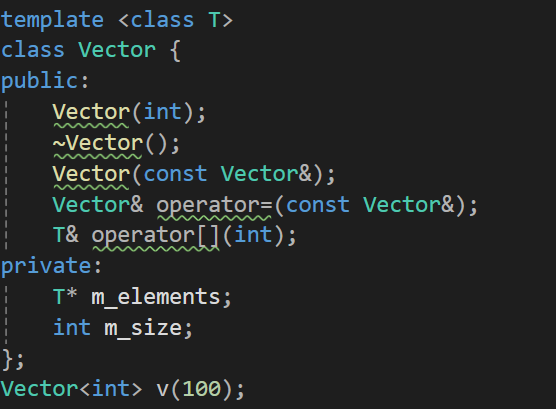 template <class T>
class Vector {
public:
    Vector(int);
    ~Vector();
    Vector(const Vector&);
    Vector& operator=(const Vector&);
    T& operator[](int);
private:
    T* m_elements;
    int m_size;
};
Vector<int> v(100);